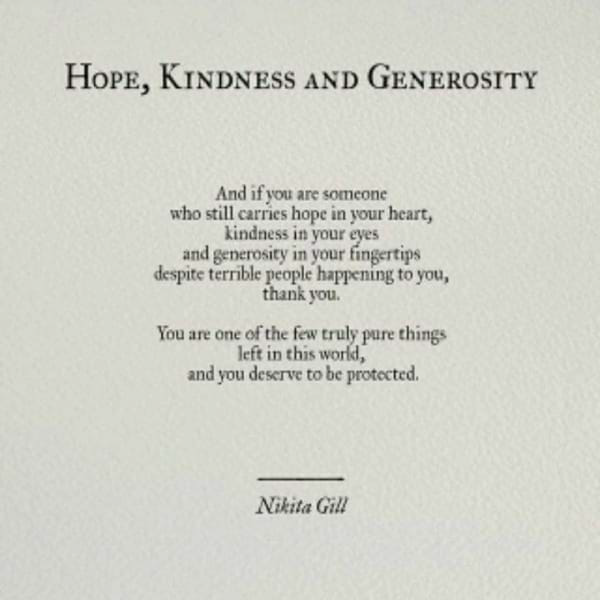 Hope, Kindness and Generosity
And if you are someone
who still carries hope in your heart,
kindness in your eyes
and generosity in your fingertips
despite terrible people happening to you,
thank you.
You are one of the few truly pure things
left in this world,
and you deserve to be protected.
Nikita Gill